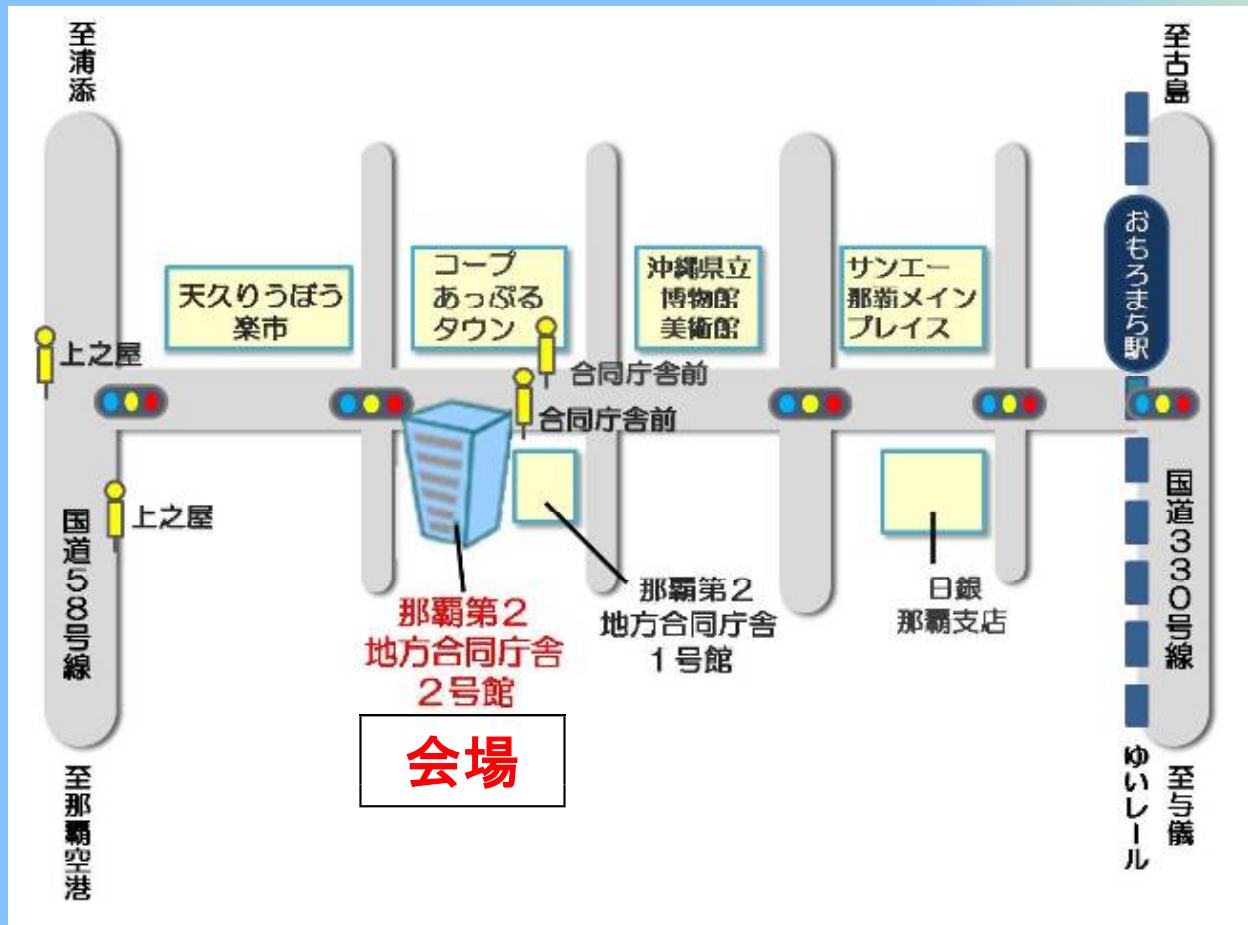 至浦添
至古島
おもろまち駅
天久りうぼう
楽市
コープ
あっぷる
タウン
沖縄県立
博物館
美術館
サンエー
那覇メイン
プレイス
上之屋
合同庁舎前
合同庁舎前
上之屋
国道58号線
国道330号線
那覇第2
地方合同庁舎
2号館
那覇第2
地方合同庁舎
1号館
日銀
那覇支店
会場
至那覇空港
ゆいレール
至与儀